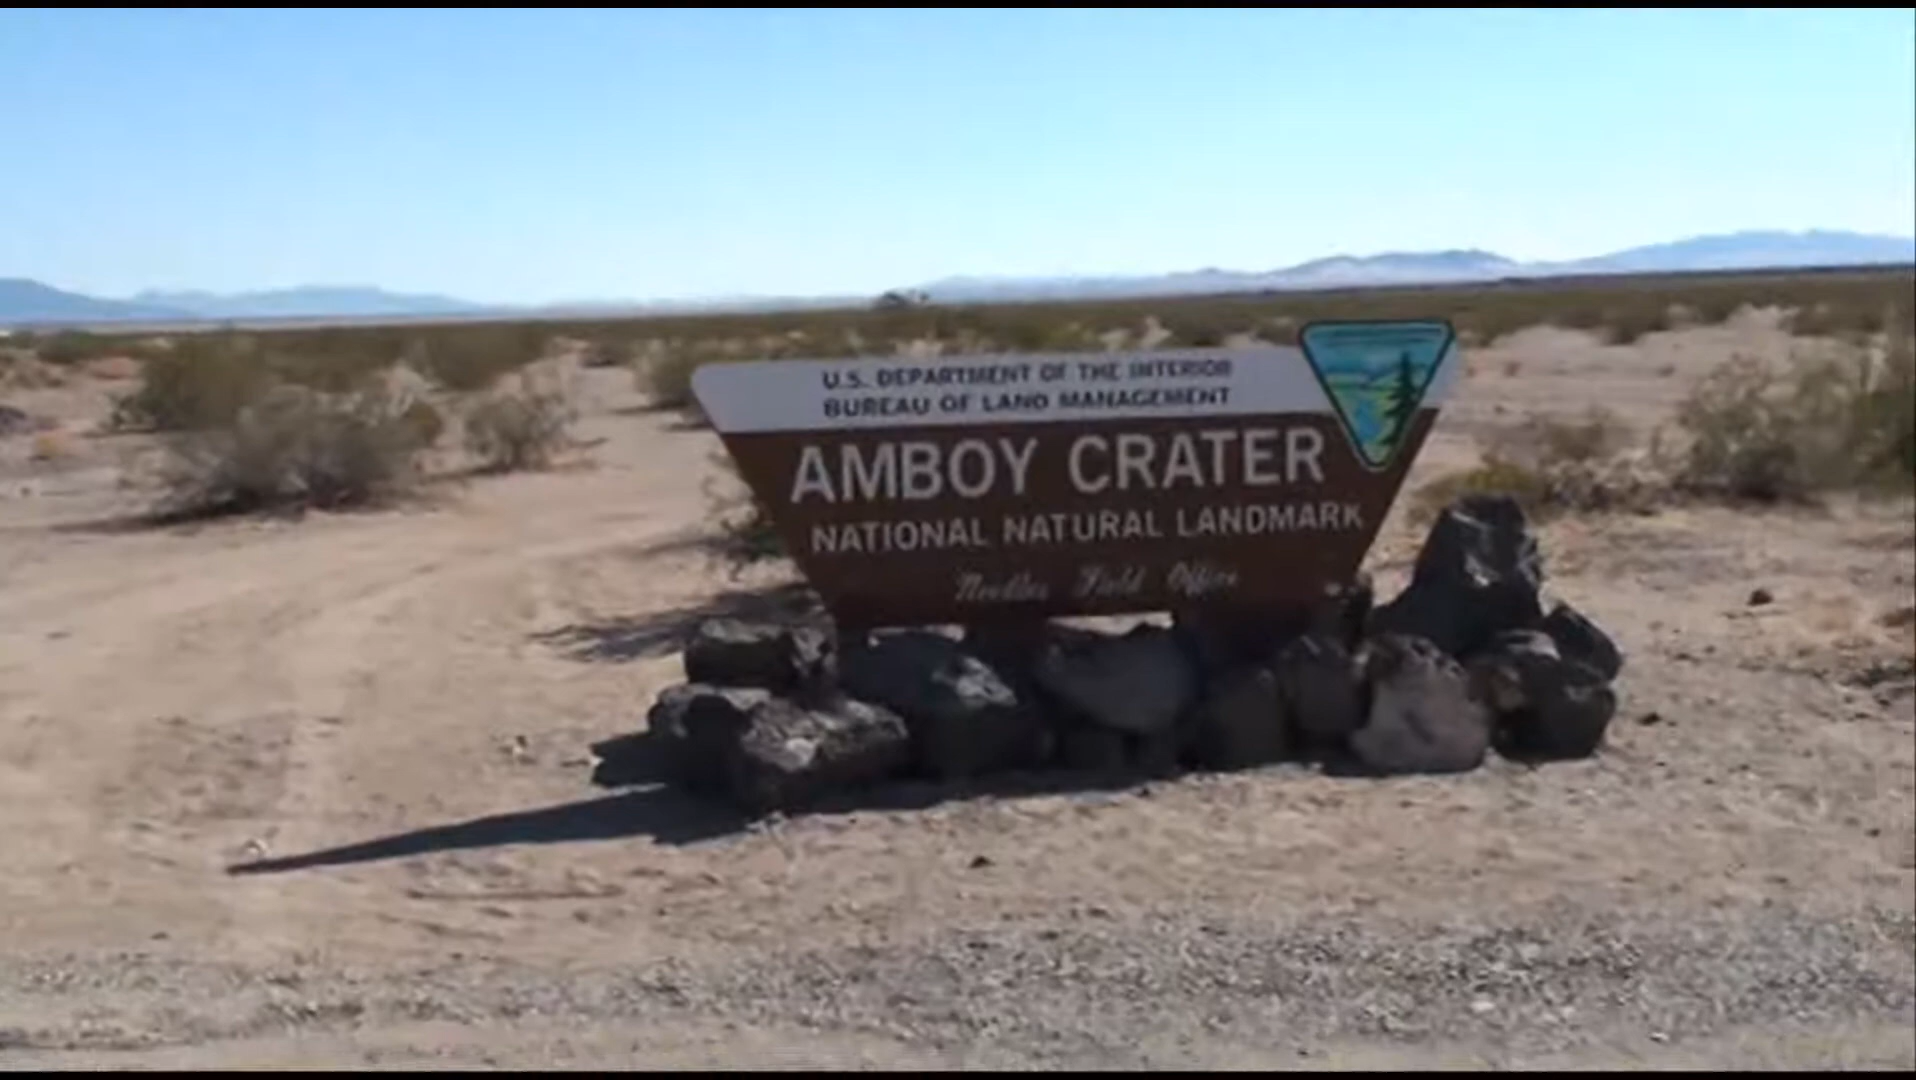 U.S. DEPARTMENT OF THE INTERIOR
BUREAU OF LAND MANAGEMENT
AMBOY CRATER
NATIONAL NATURAL LANDMARK
Needles Field Office